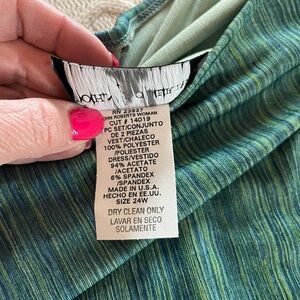 RN 23937
JOHN ROBERTS WOMAN
CUT # 14019
PC SET/CONJUNTO
DE 2 PIEZAS
VEST/CHALECO
100% POLYESTER
/POLIESTER
DRESS/VESTIDO
94% ACETATE
/ACETATO
6% SPANDEX
/SPANDEX
MADE IN U.S.A.
HECHO EN EE.UU.
SIZE 24W
DRY CLEAN ONLY
LAVAR EN SECO
SOLAMENTE